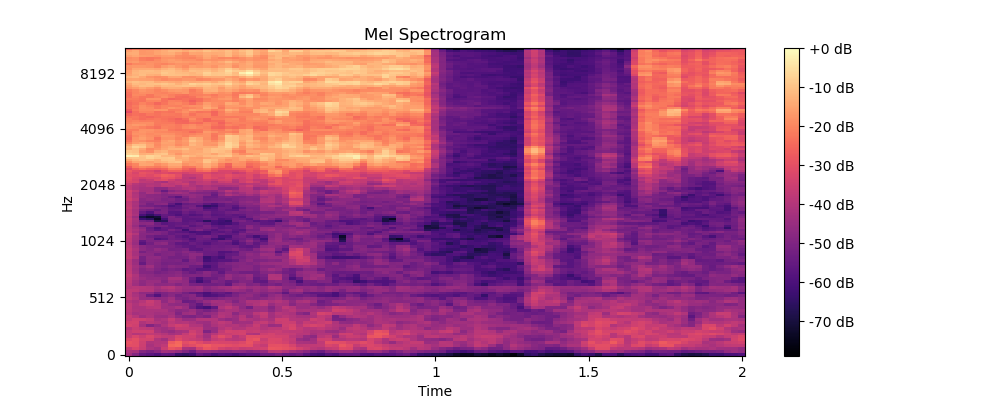 Mel Spectrogram
Hz
8192
4096
2048
1024
512
0
0 0.5 1 1.5 2
Time
+0 dB
-10 dB
-20 dB
-30 dB
-40 dB
-50 dB
-60 dB
-70 dB